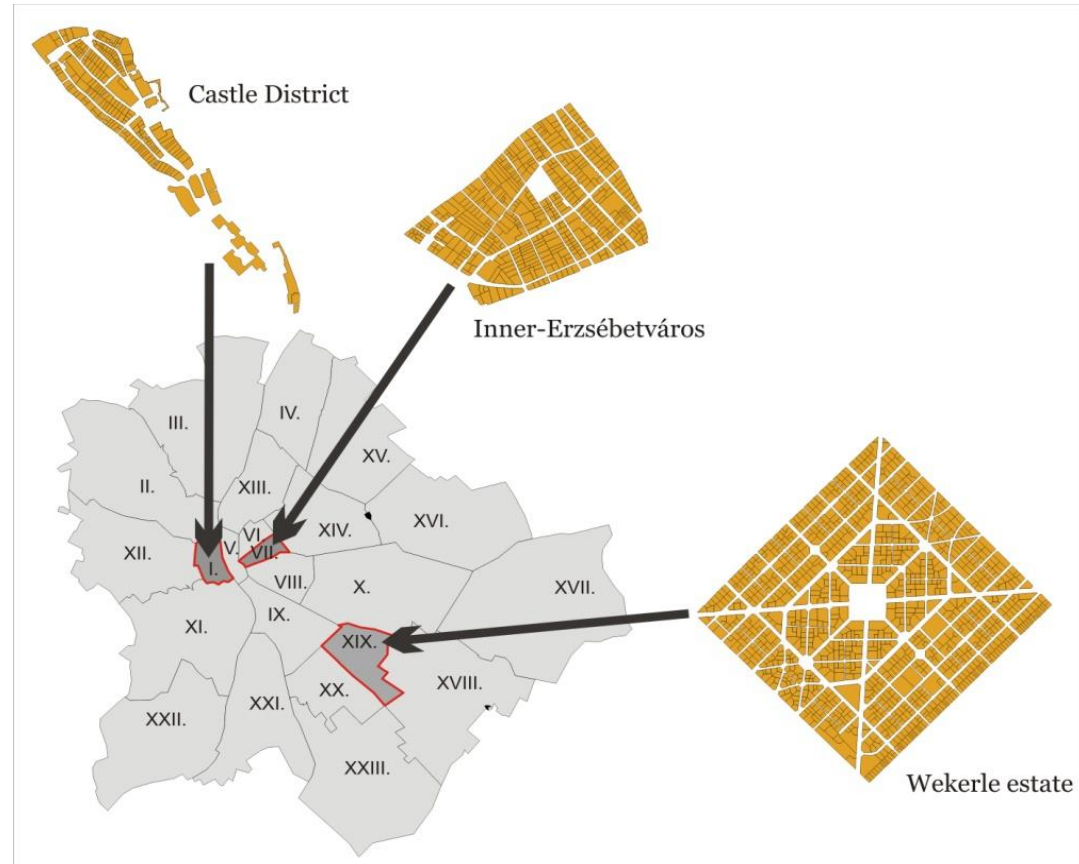 Castle District
Inner-Erzsébetváros
III.
IV.
XV.
II.
XIII.
XVI.
XII.
V.
VI.
VII.
XIV.
I.
VIII.
X.
XVII.
XI.
IX.
XIX.
XX.
XVIII.
XXI.
XXII.
XXIII.
Wekerle estate